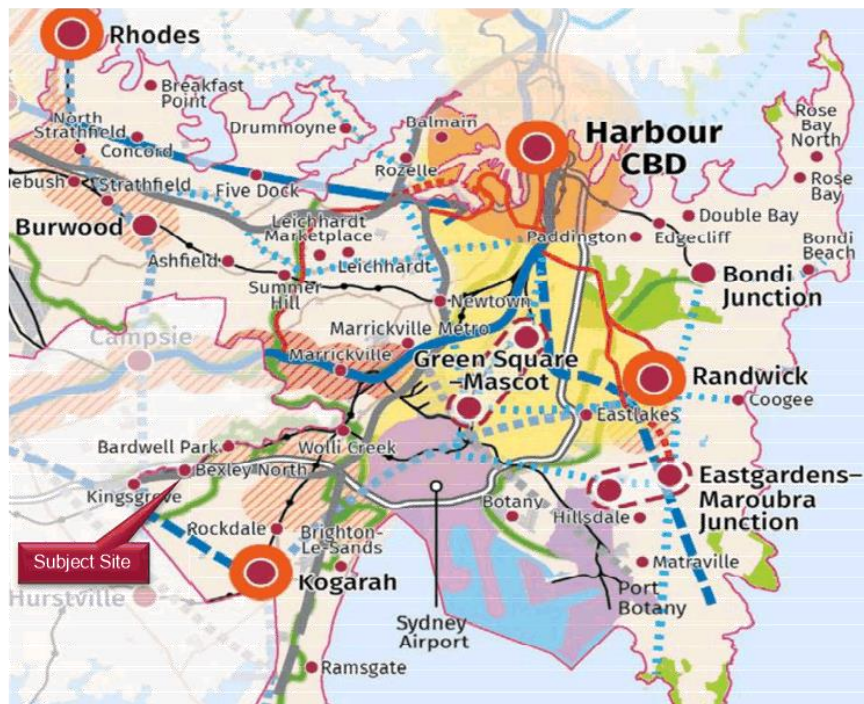 Rhodes
Breakfast
Point
North
Strathfield
Drummoyne
Balmain
Harbour
CBD
Rose
Bay
North
Concord
Rozelle
nebush
Strathfield
Five Dock
Rose
Bay
Burwood
Leichhardt
Marketplace
Double Bay
Paddington
Edgecliff
Bondi
Beach
Ashfield
Leichhardt
Summer
Hill
Bondi
Junction
Newtown
Marrickville Metro
Campsie
Marrickville
Green Square
–Mascot
Randwick
Coogee
Eastlakes
Bardwell Park
Wolli Creek
Bexley North
Kingsgrove
Eastgardens–
Maroubra
Junction
Botany
Hillsdale
Rockdale
Brighton-
Le-Sands
Subject Site
Matraville
Kogarah
Port
Botany
Hurstville
Sydney
Airport
Ramsgate